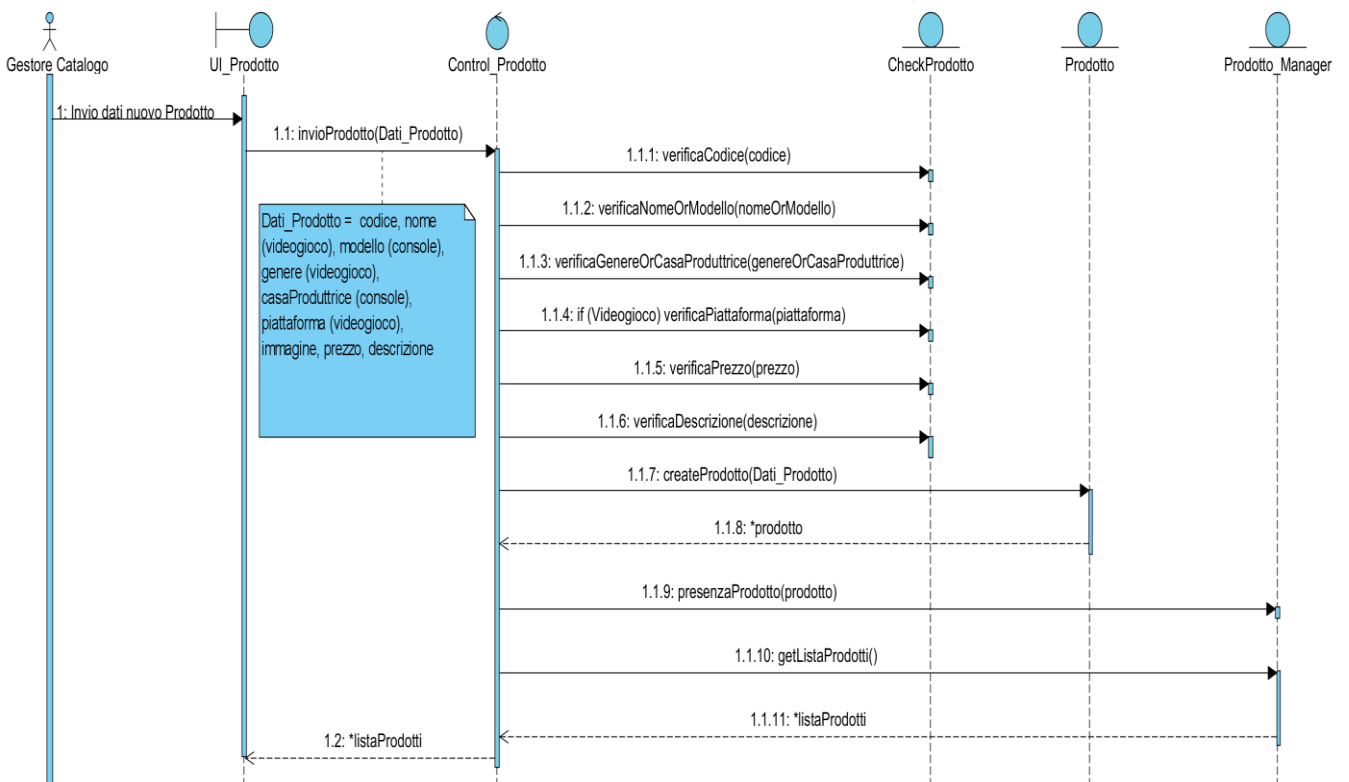 Gestore Catalogo
UI_Prodotto
Control_Prodotto
CheckProdotto
Prodotto
Prodotto_Manager
1: Invio dati nuovo Prodotto
1.1: invioProdotto(Dati_Prodotto)
1.1.1: verificaCodice(codice)
1.1.2: verificaNomeOrModello(nomeOrModello)
Dati_Prodotto = codice, nome
(videogioco), modello (console),
genere (videogioco),
casaProduttrice (console),
piattaforma (videogioco),
immagine, prezzo, descrizione
1.1.3: verificaGenereOrCasaProduttrice(genereOrCasaProduttrice)
1.1.4: if (Videogioco) verificaPiattaforma(piattaforma)
1.1.5: verificaPrezzo(prezzo)
1.1.6: verificaDescrizione(descrizione)
1.1.7: createProdotto(Dati_Prodotto)
1.1.8: *prodotto
1.1.9: presenzaProdotto(prodotto)
1.1.10: getListaProdotti()
1.1.11: *listaProdotti
1.2: *listaProdotti